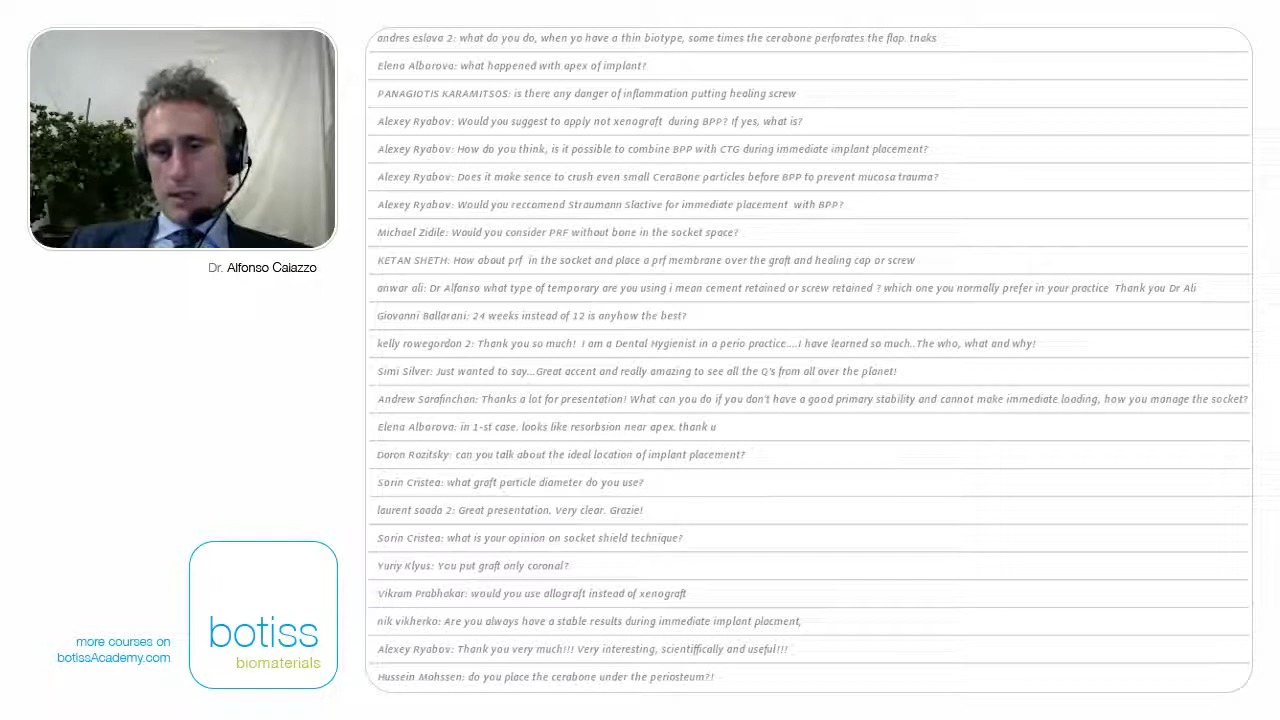 Dr. Alfonso Caiazzo
more courses on
botissAcademy.com
botiss
biomaterials
andres eslava 2: what do you do, when yo have a thin biotype, some times the cerabone perforates the flap. tnaks
Elena Alborova: what happened with apex of implant?
PANAGIOTIS KARAMITSOS: is there any danger of inflammation putting healing screw
Alexey Ryabov: Would you suggest to apply not xenograft during BPP? If yes, what is?
Alexey Ryabov: How do you think, is it possible to combine BPP with CTG during immediate implant placement?
Alexey Ryabov: Does it make sence to crush even small CeraBone particles before BPP to prevent mucosa trauma?
Alexey Ryabov: Would you reccomend Straumann Slactive for immediate placement with BPP?
Michael Zidile: Would you consider PRF without bone in the socket space?
KETAN SHETH: How about prf in the socket and place a prf membrane over the graft and healing cap or screw
anwar ali: Dr Alfanso what type of temporary are you using i mean cement retained or screw retained ? which one you normally prefer in your practice Thank you Dr Ali
Giovanni Ballarani: 24 weeks instead of 12 is anyhow the best?
kelly rowegordon 2: Thank you so much! I am a Dental Hygienist in a perio practice....I have learned so much..The who, what and why!
Simi Silver: Just wanted to say...Great accent and really amazing to see all the Q's from all over the planet!
Andrew Sarafinchan: Thanks a lot for presentation! What can you do if you don't have a good primary stability and cannot make immediate loading, how you manage the socket?
Elena Alborova: in 1-st case. looks like resorbsion near apex. thank u
Doron Rozitsky: can you talk about the ideal location of implant placement?
Sorin Cristea: what graft particle diameter do you use?
laurent saada 2: Great presentation. Very clear. Grazie!
Sorin Cristea: what is your opinion on socket shield technique?
Yuriy Klyus: You put graft only coronal?
Vikram Prabhakar: would you use allograft instead of xenograft
nik vikherko: Are you always have a stable results during immediate implant placment,
Alexey Ryabov: Thank you very much!!! Very interesting, scientiffically and useful!!!
Hussein Mohssen: do you place the cerabone under the periosteum?!